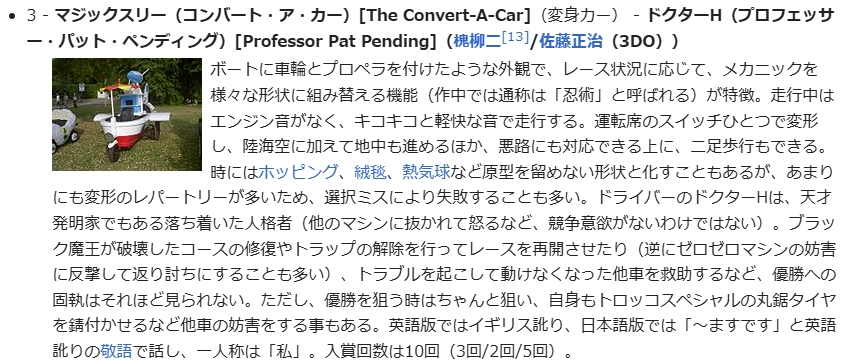 3 - マジックスリー（コンバート・ア・カー）[The Convert-A-Car]（変身カー） - ドクターH（プロフェッサ
ー・パット・ペンディング）[Professor Pat Pending]（槐柳二[13]/佐藤正治（3DO））
ボートに車輪とプロペラを付けたような外観で、レース状況に応じて、メカニックを
様々な形状に組み替える機能（作中では通称は「忍術」と呼ばれる）が特徴。走行中は
エンジン音がなく、キコキコと軽快な音で走行する。運転席のスイッチひとつで変形
し、陸海空に加えて地中も進めるほか、悪路にも対応できる上に、二足歩行もできる。
時にはホッピング、絨毯、熱気球など原型を留めない形状と化すこともあるが、あまり
にも変形のレパートリーが多いため、選択ミスにより失敗することも多い。ドライバーのドクターHは、天才
発明家でもある落ち着いた人格者（他のマシンに抜かれて怒るなど、競争意欲がないわけではない）。ブラッ
ク魔王が破壊したコースの修復やトラップの解除を行ってレースを再開させたり（逆にゼロゼロマシンの妨害
に反撃して返り討ちにすることも多い）、トラブルを起こして動けなくなった他車を救助するなど、優勝への
固執はそれほど見られない。ただし、優勝を狙う時はちゃんと狙い、自身もトロッコスペシャルの丸鋸タイヤ
を錆付かせるなど他車の妨害をする事もある。英語版ではイギリス訛り、日本語版では「〜ますです」と英語
訛りの敬語で話し、一人称は「私」。入賞回数は10回（3回/2回/5回）。